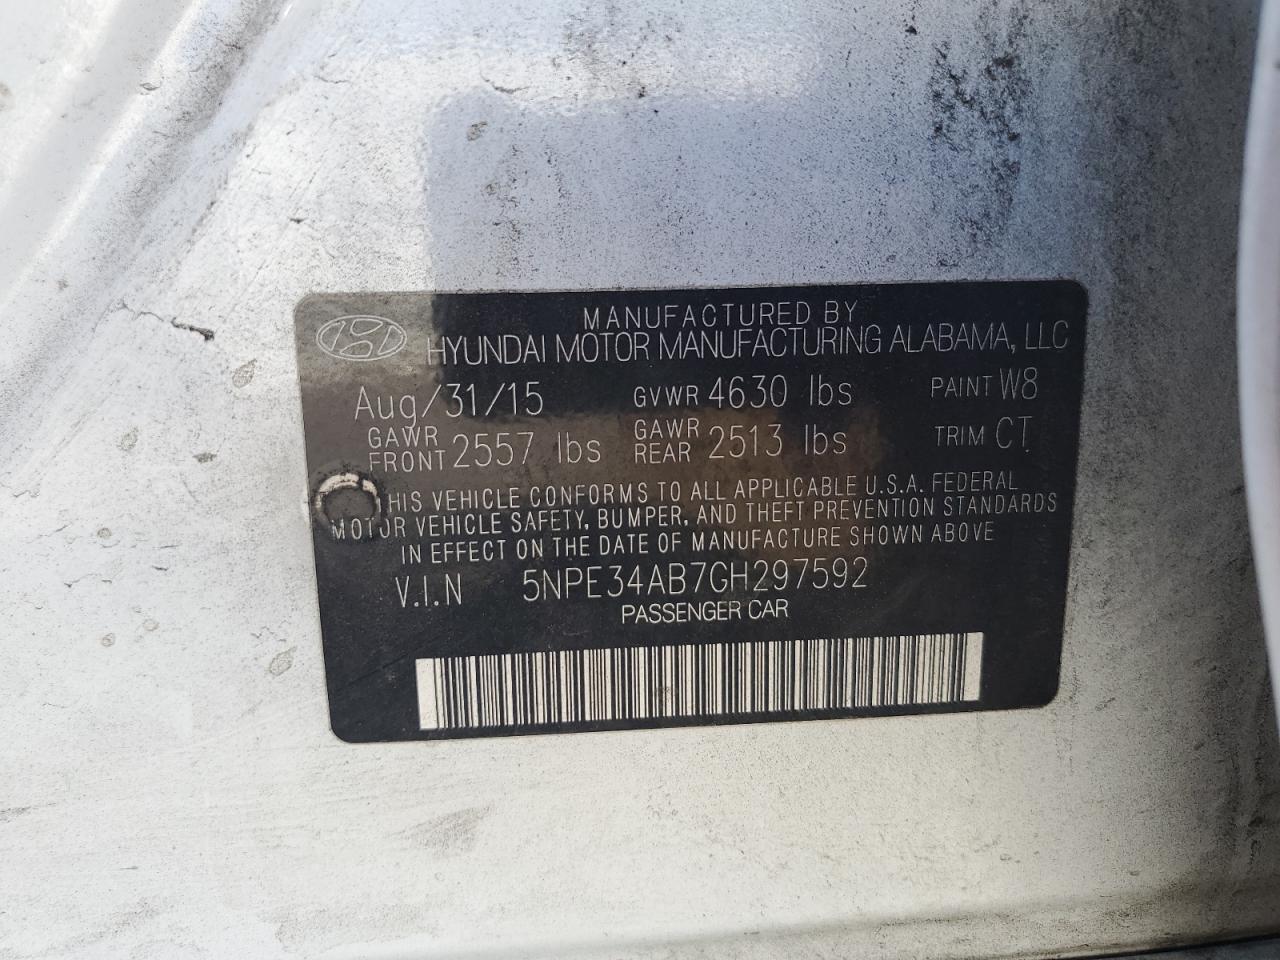 MANUFACTURED BY
HYUNDAI MOTOR MANUFACTURING ALABAMA, LLC
Aug/31/15 GVWR 4630 lbs PAINT W8
GAWR FRONT 2557 lbs GAWR REAR 2513 lbs TRIM CT
HIS VEHICLE CONFORMS TO ALL APPLICABLE U.S.A. FEDERAL
MOTOR VEHICLE SAFETY, BUMPER, AND THEFT PREVENTION STANDARDS
IN EFFECT ON THE DATE OF MANUFACTURE SHOWN ABOVE
V.I.N 5NPE34AB7GH297592
PASSENGER CAR